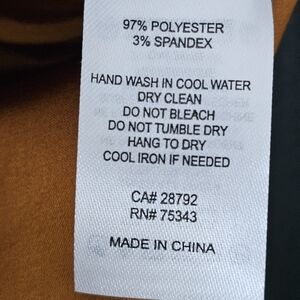 97% POLYESTER
3% SPANDEX
HAND WASH IN COOL WATER
DRY CLEAN
DO NOT BLEACH
DO NOT TUMBLE DRY
HANG TO DRY
COOL IRON IF NEEDED
CA# 28792
RN# 75343
MADE IN CHINA